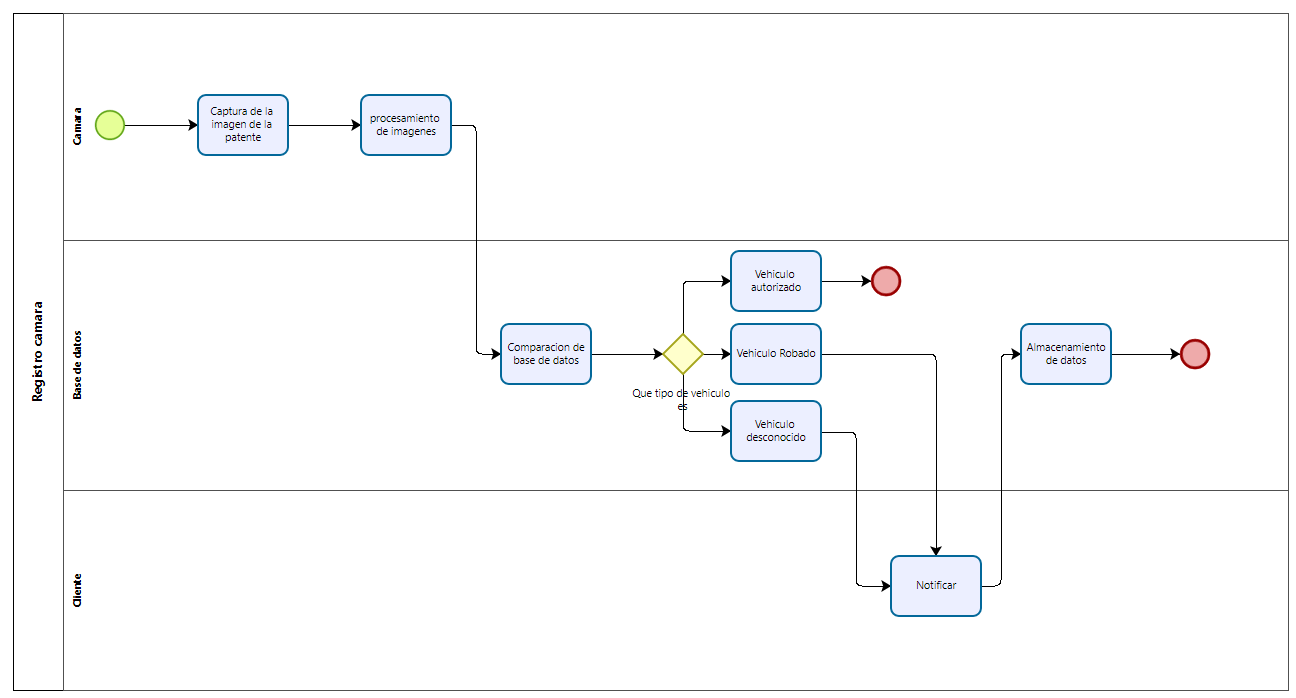 Registro camara
Camara
Captura de la
imagen de la
patente
procesamiento
de imagenes
Base de datos
Comparacion de
base de datos
Que tipo de vehiculo
es
Vehiculo
autorizado
Vehiculo Robado
Vehiculo
desconocido
Almacenamiento
de datos
Cliente
Notificar